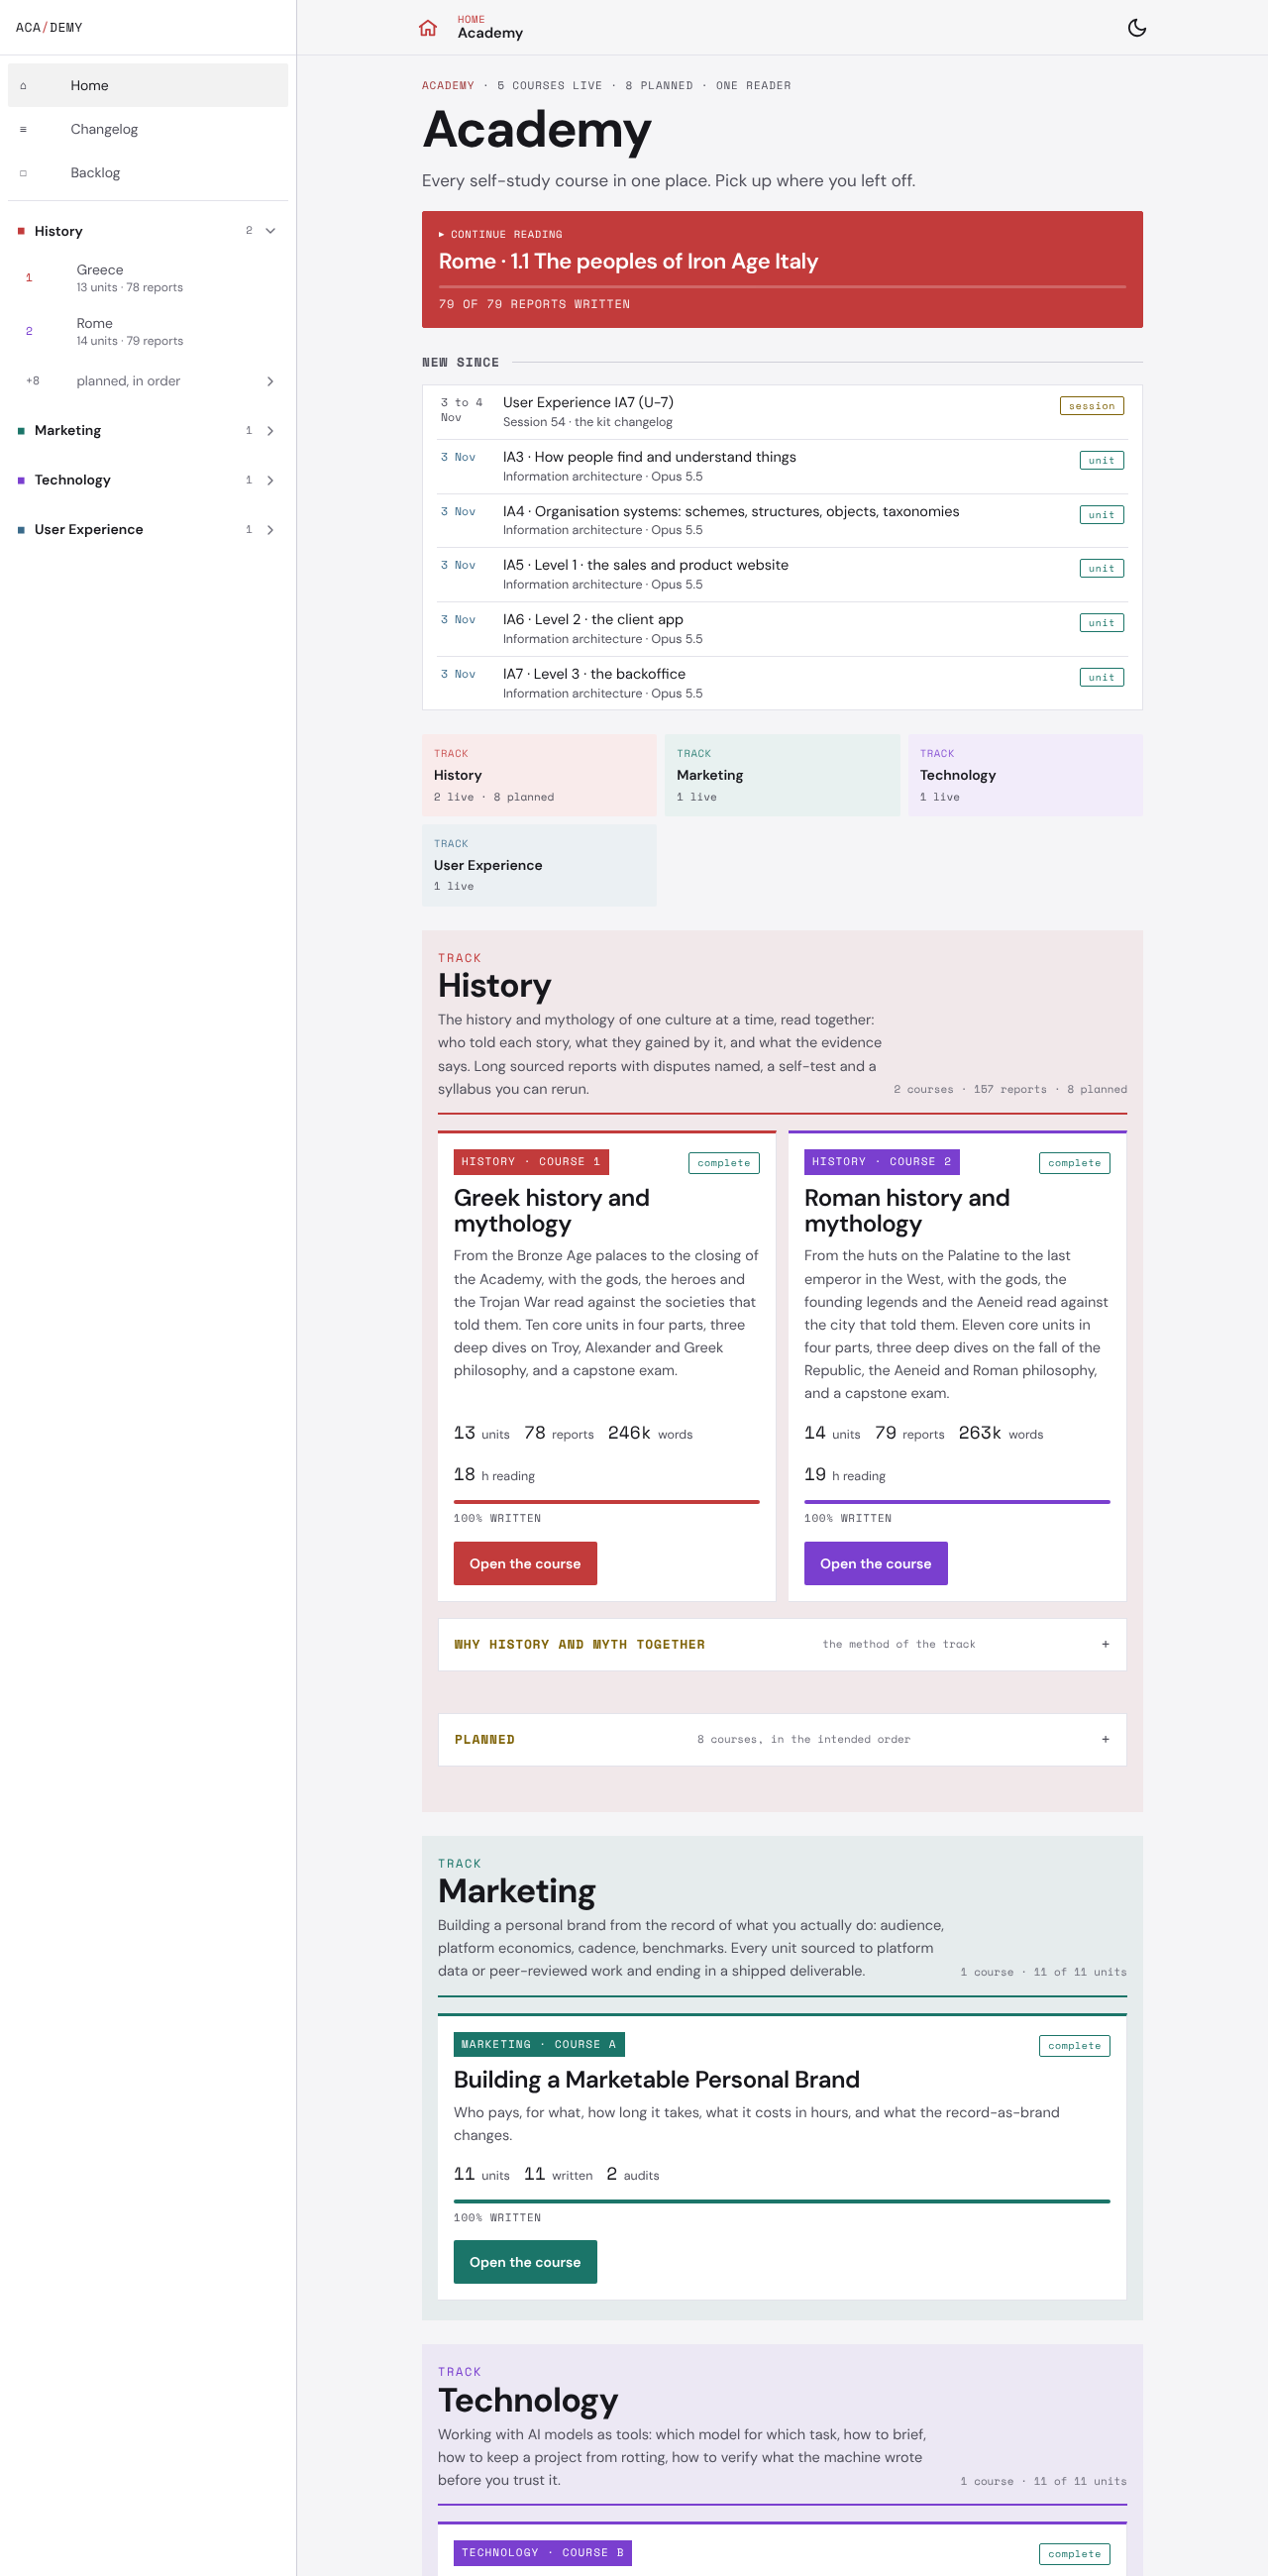 ACA/DEMY
Home
Changelog
Backlog
History 2
1 Greece
13 units · 78 reports
2 Rome
14 units · 79 reports
+8 planned, in order
Marketing 1
Technology 1
User Experience 1
HOME
Academy
ACADEMY · 5 COURSES LIVE · 8 PLANNED · ONE READER
Academy
Every self-study course in one place. Pick up where you left off.
▶ CONTINUE READING
Rome · 1.1 The peoples of Iron Age Italy
79 OF 79 REPORTS WRITTEN
NEW SINCE
3 to 4
Nov
User Experience IA7 (U-7)
Session 54 · the kit changelog
session
3 Nov
IA3 · How people find and understand things
Information architecture · Opus 5.5
unit
3 Nov
IA4 · Organisation systems: schemes, structures, objects, taxonomies
Information architecture · Opus 5.5
unit
3 Nov
IA5 · Level 1 · the sales and product website
Information architecture · Opus 5.5
unit
3 Nov
IA6 · Level 2 · the client app
Information architecture · Opus 5.5
unit
3 Nov
IA7 · Level 3 · the backoffice
Information architecture · Opus 5.5
unit
TRACK
History
2 live · 8 planned
TRACK
Marketing
1 live
TRACK
Technology
1 live
TRACK
User Experience
1 live
TRACK
History
The history and mythology of one culture at a time, read together:
who told each story, what they gained by it, and what the evidence
says. Long sourced reports with disputes named, a self-test and a
syllabus you can rerun.
2 courses · 157 reports · 8 planned
HISTORY · COURSE 1
complete
Greek history and
mythology
From the Bronze Age palaces to the closing of
the Academy, with the gods, the heroes and
the Trojan War read against the societies that
told them. Ten core units in four parts, three
deep dives on Troy, Alexander and Greek
philosophy, and a capstone exam.
13 units 78 reports 246k words
18 h reading
100% WRITTEN
Open the course
HISTORY · COURSE 2
complete
Roman history and
mythology
From the huts on the Palatine to the last
emperor in the West, with the gods, the
founding legends and the Aeneid read against
the city that told them. Eleven core units in
four parts, three deep dives on the fall of the
Republic, the Aeneid and Roman philosophy,
and a capstone exam.
14 units 79 reports 263k words
19 h reading
100% WRITTEN
Open the course
WHY HISTORY AND MYTH TOGETHER the method of the track +
PLANNED 8 courses, in the intended order +
TRACK
Marketing
Building a personal brand from the record of what you actually do: audience,
platform economics, cadence, benchmarks. Every unit sourced to platform
data or peer-reviewed work and ending in a shipped deliverable.
1 course · 11 of 11 units
MARKETING · COURSE A
complete
Building a Marketable Personal Brand
Who pays, for what, how long it takes, what it costs in hours, and what the record-as-brand
changes.
11 units 11 written 2 audits
100% WRITTEN
Open the course
TRACK
Technology
Working with AI models as tools: which model for which task, how to brief,
how to keep a project from rotting, how to verify what the machine wrote
before you trust it.
1 course · 11 of 11 units
TECHNOLOGY · COURSE B
complete